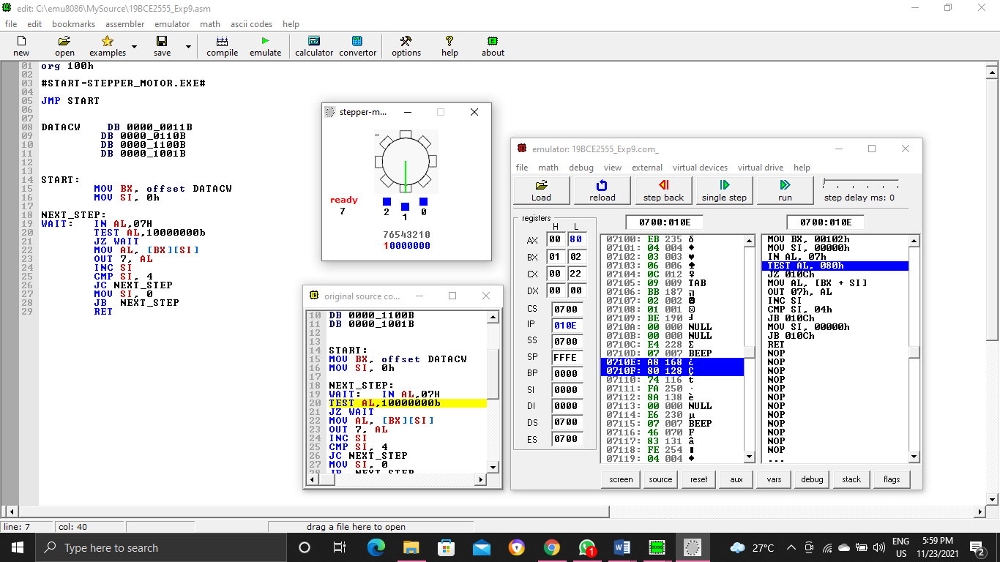 edit: C:\emu8086\MySource\19BCE2555_Exp9.asm
file edit bookmarks assembler emulator math ascii codes help
new open examples save compile emulate calculator convertor options help about
01 org 100h
02
03 #START=STEPPER_MOTOR.EXE#
04
05 JMP START
06
07
08 DATACW DB 0000_0011B
09 DB 0000_0110B
10 DB 0000_1100B
11 DB 0000_1001B
12
13
14 START:
15 MOV BX, offset DATACW
16 MOV SI, 0h
17
18 NEXT_STEP:
19 WAIT: IN AL,07H
20 TEST AL,10000000b
21 JZ WAIT
22 MOV AL, [BX][SI]
23 OUT 7, AL
24 INC SI
25 CMP SI, 4
26 JC NEXT_STEP
27 MOV SI, 0
28 JB NEXT_STEP
29 RET
stepper-m...
ready
7
2 1 0
76543210
10000000
original source co...
10 DB 0000_1100B
11 DB 0000_1001B
12
13
14 START:
15 MOV BX, offset DATACW
16 MOV SI, 0h
17
18 NEXT_STEP:
19 WAIT: IN AL,07H
20 TEST AL,10000000b
21 JZ WAIT
22 MOV AL, [BX][SI]
23 OUT 7, AL
24 INC SI
25 CMP SI, 4
26 JC NEXT_STEP
27 MOV SI, 0
28 JB NEXT_STEP
emulator: 19BCE2555_Exp9.com_
file math debug view external virtual devices virtual drive help
Load reload step back single step run step delay ms: 0
registers
H L
AX 00 80
BX 01 02
CX 00 22
DX 00 00
CS 0700
IP 010E
SS 0700
SP FFFE
BP 0000
SI 0000
DI 0000
DS 0700
ES 0700
0700:010E
07100: EB 235 δ
07101: 04 004 ♦
07102: 03 003 ♥
07103: 06 006 ♠
07104: 0C 012 ♀
07105: 09 009 TAB
07106: BB 187 ╗
07107: 02 002 ☻
07108: 01 001 ☺
07109: BE 190 ╛
0710A: 00 000 NULL
0710B: 00 000 NULL
0710C: E4 228 Σ
0710D: 07 007 BEEP
0710E: A8 168 ¿
0710F: 80 128 Ç
07110: 74 116 t
07111: FA 250 ·
07112: 8A 138 è
07113: 00 000 NULL
07114: E6 230 µ
07115: 07 007 BEEP
07116: 46 070 F
07117: 83 131 â
07118: FE 254 ■
07119: 04 004 ♦
0700:010E
MOV BX, 00102h
MOV SI, 00000h
IN AL, 07h
TEST AL, 080h
JZ 010Ch
MOV AL, [BX + SI]
OUT 07h, AL
INC SI
CMP SI, 04h
JB 010Ch
MOV SI, 00000h
JB 010Ch
RET
NOP
NOP
NOP
NOP
NOP
NOP
NOP
NOP
NOP
NOP
NOP
NOP
...
screen source reset aux vars debug stack flags
line: 7 col: 40 drag a file here to open
Type here to search
1
8086
27°C
ENG
US
5:59 PM
11/23/2021
2